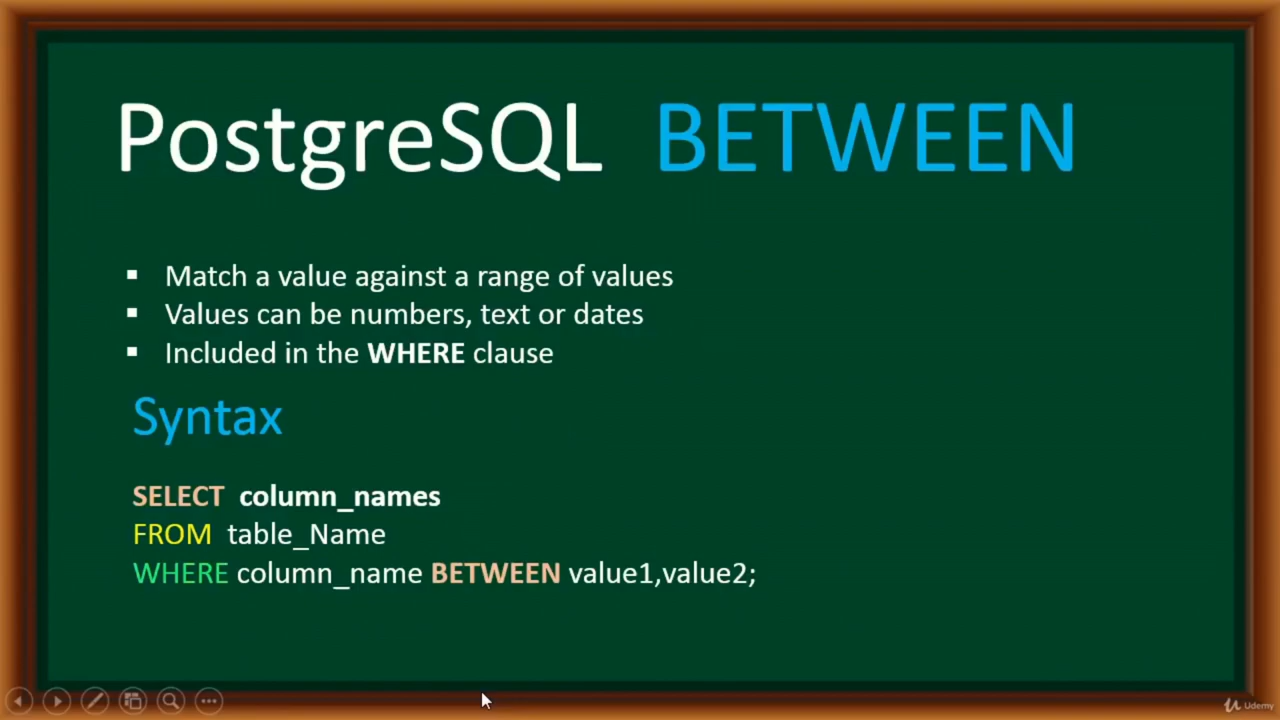 PostgreSQL BETWEEN
▪ Match a value against a range of values
▪ Values can be numbers, text or dates
▪ Included in the WHERE clause
Syntax
SELECT column_names
FROM table_Name
WHERE column_name BETWEEN value1,value2;
Udemy